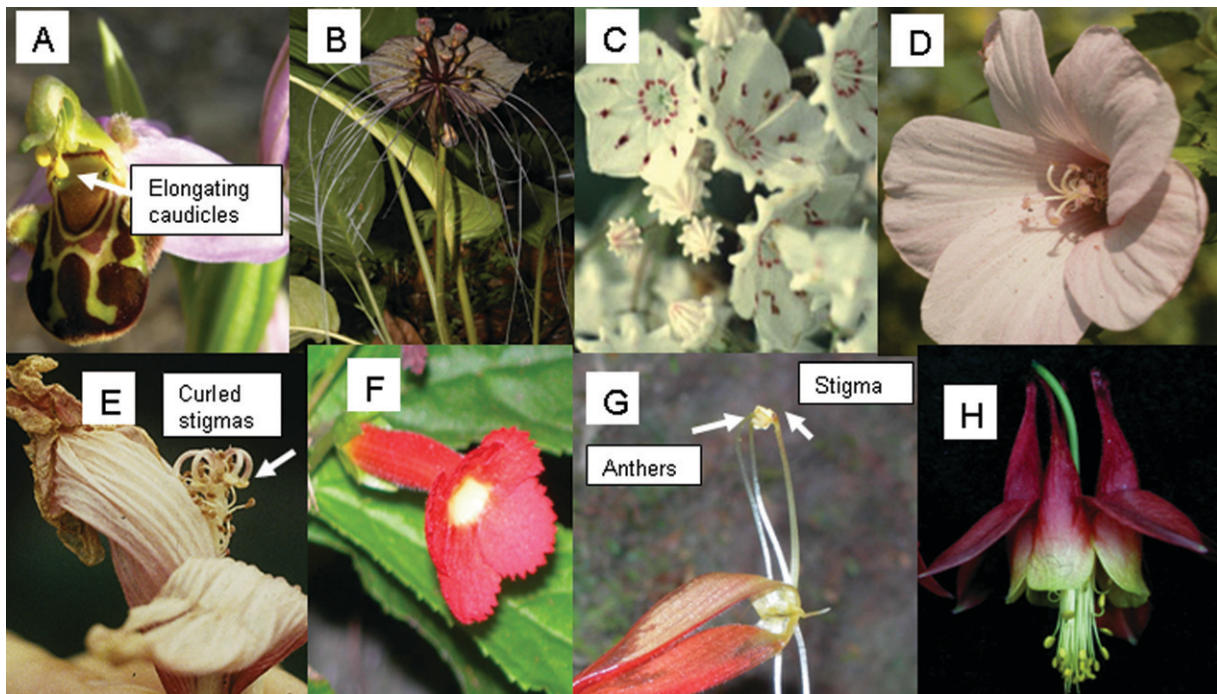 A
B
C
D
Elongating
caudicles
E
Curled
stigmas
F
G
Stigma
Anthers
H